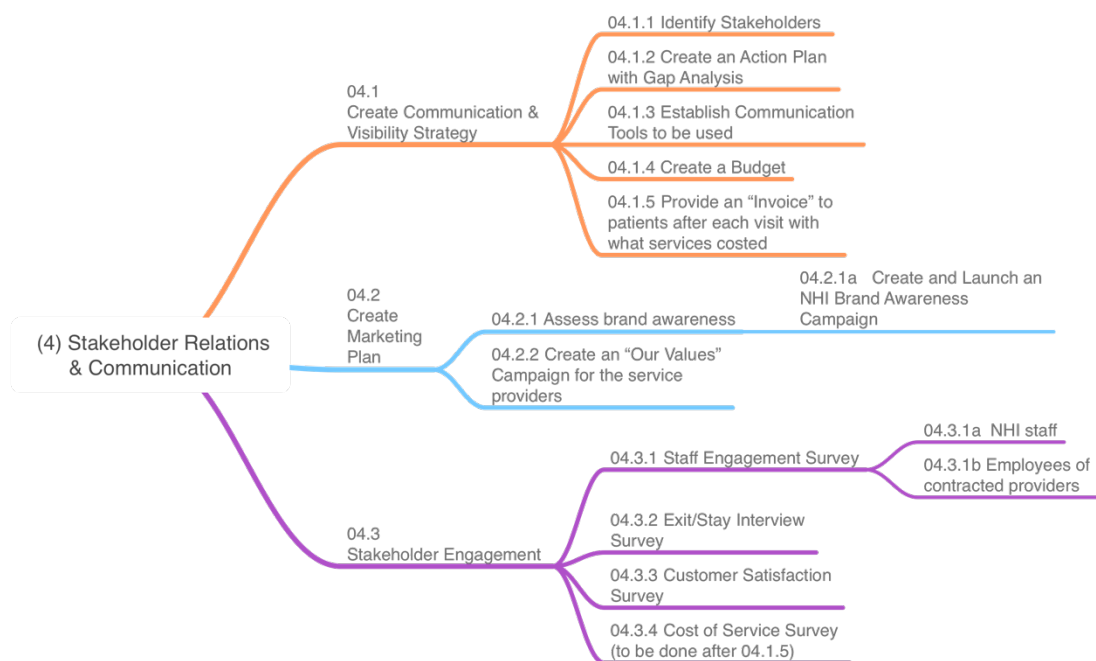 (4) Stakeholder Relations
& Communication
04.1
Create Communication &
Visibility Strategy
04.1.1 Identify Stakeholders
04.1.2 Create an Action Plan
with Gap Analysis
04.1.3 Establish Communication
Tools to be used
04.1.4 Create a Budget
04.1.5 Provide an “Invoice” to
patients after each visit with
what services costed
04.2
Create
Marketing
Plan
04.2.1 Assess brand awareness
04.2.1a   Create and Launch an
NHI Brand Awareness
Campaign
04.2.2 Create an “Our Values”
Campaign for the service
providers
04.3
Stakeholder Engagement
04.3.1 Staff Engagement Survey
04.3.1a  NHI staff
04.3.1b Employees of
contracted providers
04.3.2 Exit/Stay Interview
Survey
04.3.3 Customer Satisfaction
Survey
04.3.4 Cost of Service Survey
(to be done after 04.1.5)